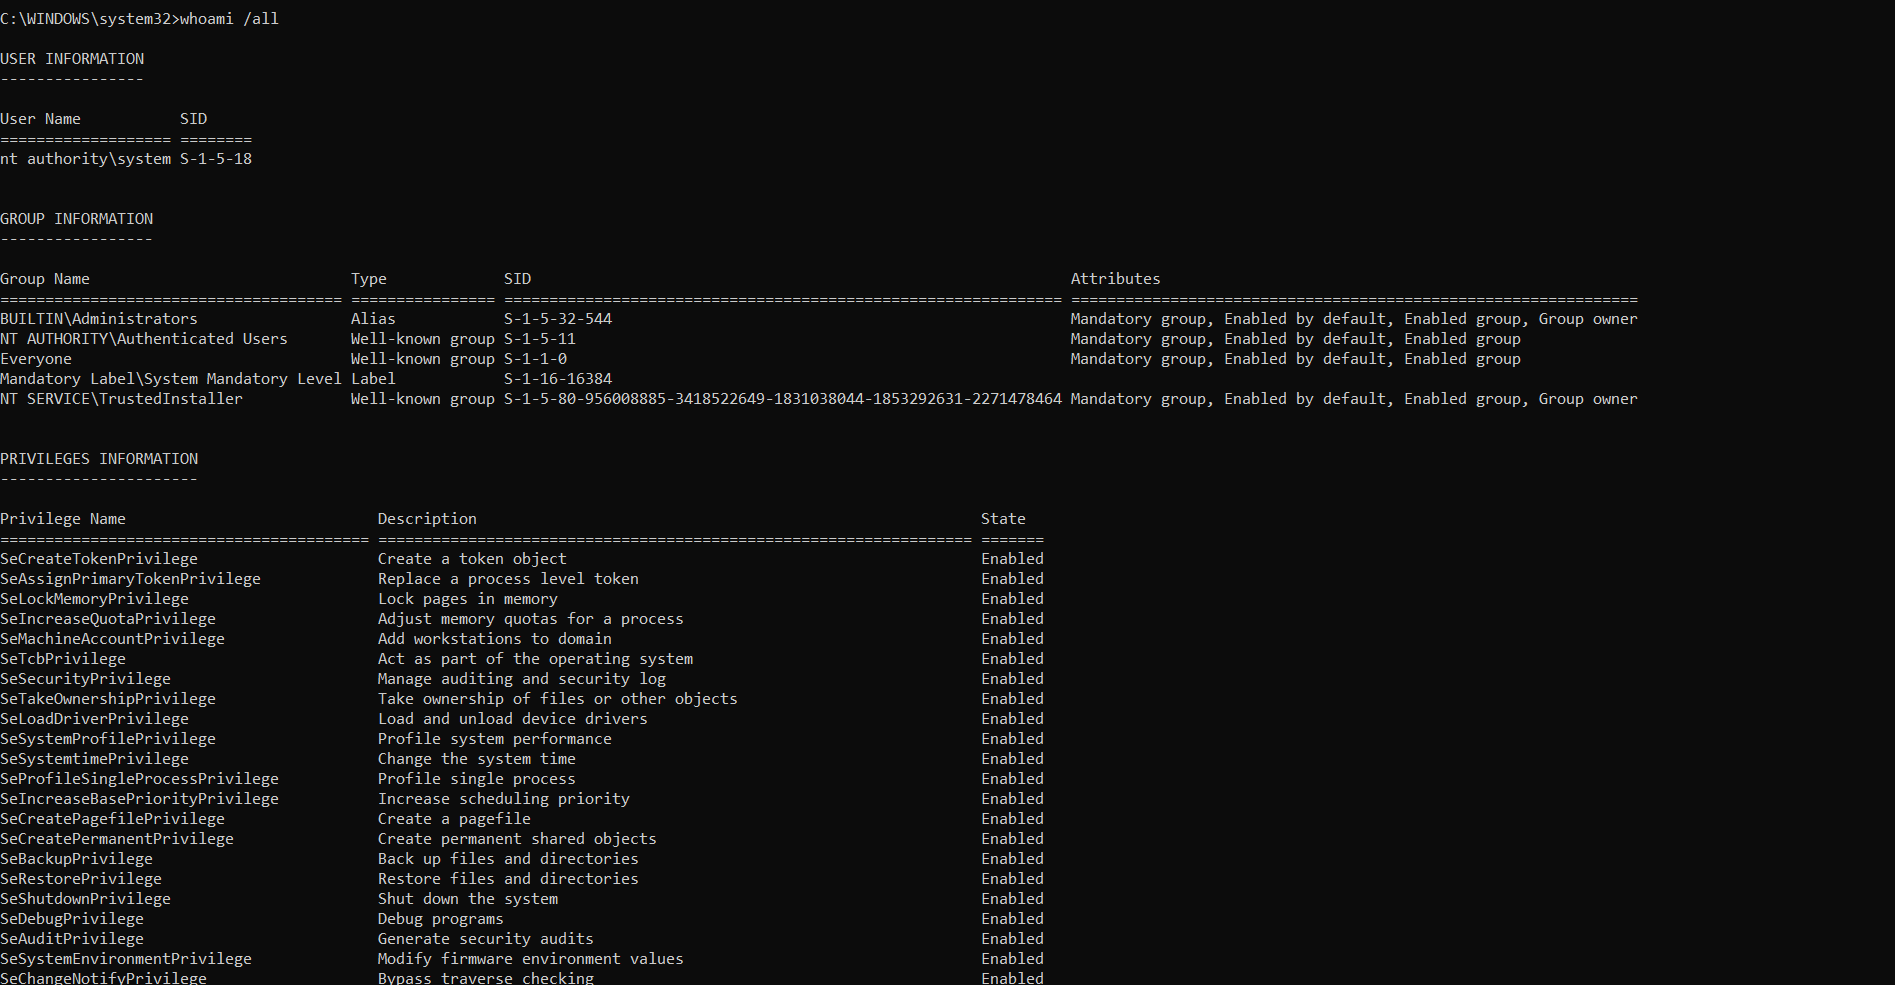 C:\WINDOWS\system32>whoami /all
USER INFORMATION
----------------
User Name           SID
=================== ========
nt authority\system S-1-5-18
GROUP INFORMATION
-----------------
Group Name                             Type             SID                                                            Attributes
====================================== ================ ============================================================== ===============================================================
BUILTIN\Administrators                 Alias            S-1-5-32-544                                                   Mandatory group, Enabled by default, Enabled group, Group owner
NT AUTHORITY\Authenticated Users       Well-known group S-1-5-11                                                       Mandatory group, Enabled by default, Enabled group
Everyone                               Well-known group S-1-1-0                                                        Mandatory group, Enabled by default, Enabled group
Mandatory Label\System Mandatory Level Label            S-1-16-16384
NT SERVICE\TrustedInstaller            Well-known group S-1-5-80-956008885-3418522649-1831038044-1853292631-2271478464 Mandatory group, Enabled by default, Enabled group, Group owner
PRIVILEGES INFORMATION
----------------------
Privilege Name                            Description                                                        State
========================================= ================================================================== =======
SeCreateTokenPrivilege                    Create a token object                                              Enabled
SeAssignPrimaryTokenPrivilege             Replace a process level token                                      Enabled
SeLockMemoryPrivilege                     Lock pages in memory                                               Enabled
SeIncreaseQuotaPrivilege                  Adjust memory quotas for a process                                 Enabled
SeMachineAccountPrivilege                 Add workstations to domain                                         Enabled
SeTcbPrivilege                            Act as part of the operating system                                Enabled
SeSecurityPrivilege                       Manage auditing and security log                                   Enabled
SeTakeOwnershipPrivilege                  Take ownership of files or other objects                           Enabled
SeLoadDriverPrivilege                     Load and unload device drivers                                     Enabled
SeSystemProfilePrivilege                  Profile system performance                                         Enabled
SeSystemtimePrivilege                     Change the system time                                             Enabled
SeProfileSingleProcessPrivilege           Profile single process                                             Enabled
SeIncreaseBasePriorityPrivilege           Increase scheduling priority                                       Enabled
SeCreatePagefilePrivilege                 Create a pagefile                                                  Enabled
SeCreatePermanentPrivilege                Create permanent shared objects                                    Enabled
SeBackupPrivilege                         Back up files and directories                                      Enabled
SeRestorePrivilege                        Restore files and directories                                      Enabled
SeShutdownPrivilege                       Shut down the system                                               Enabled
SeDebugPrivilege                          Debug programs                                                     Enabled
SeAuditPrivilege                          Generate security audits                                           Enabled
SeSystemEnvironmentPrivilege              Modify firmware environment values                                 Enabled
SeChangeNotifyPrivilege                   Bypass traverse checking                                           Enabled